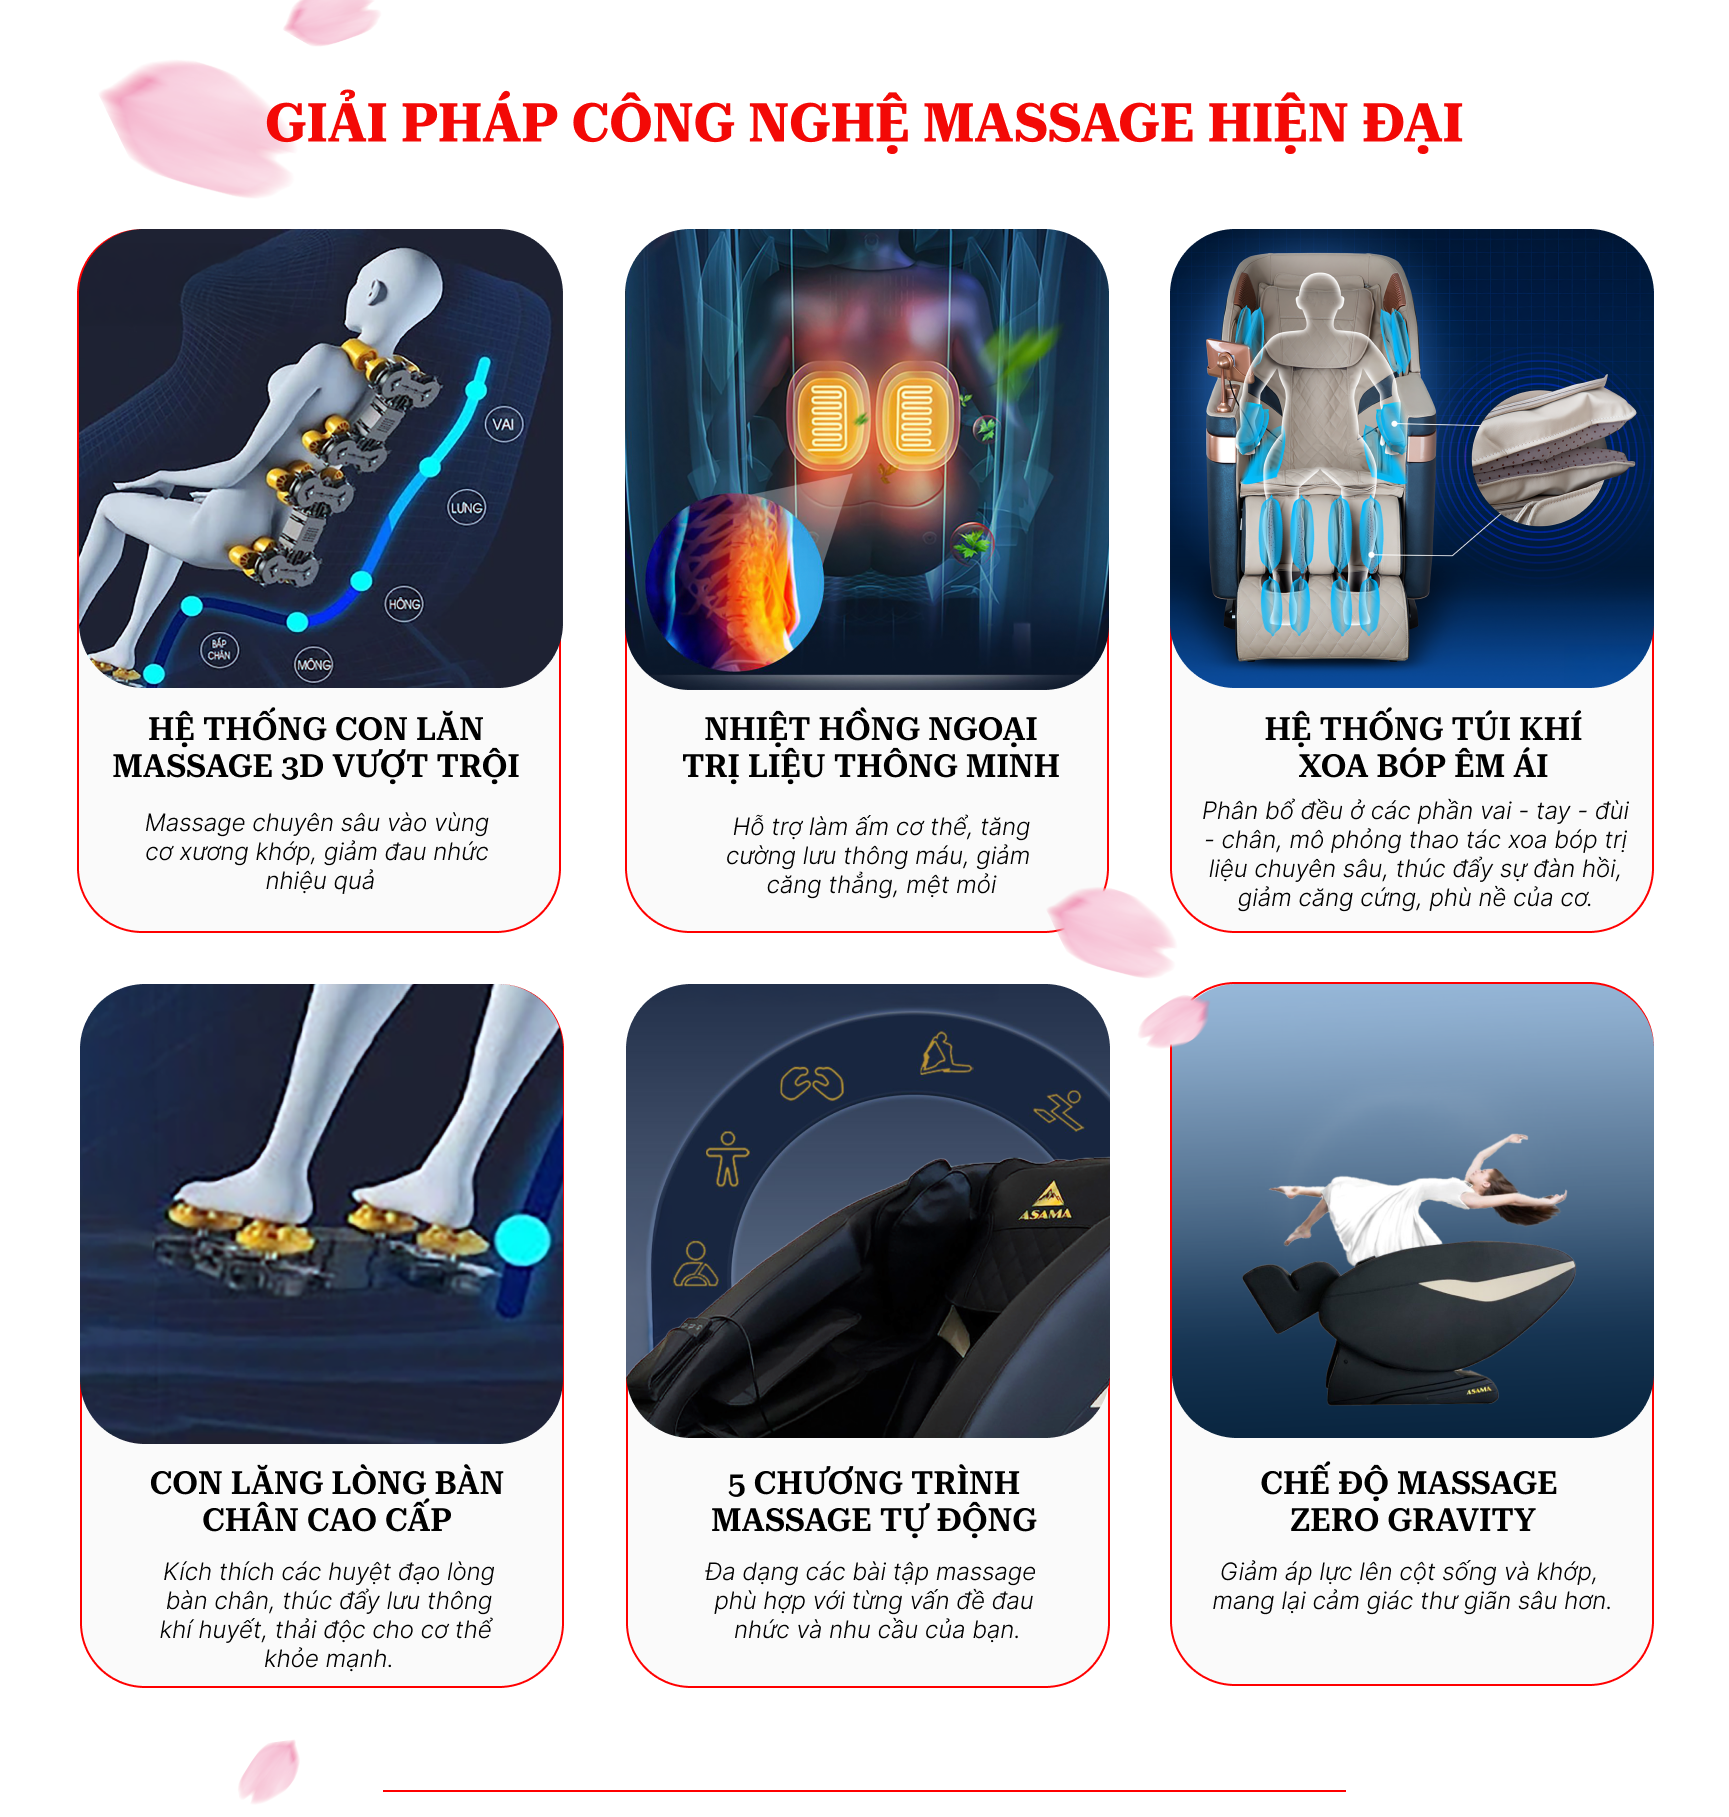 GIẢI PHÁP CÔNG NGHỆ MASSAGE HIỆN ĐẠI
VAI
LƯNG
HÔNG
BẮP
CHÂN
MÔNG
HỆ THỐNG CON LĂN
MASSAGE 3D VƯỢT TRỘI
Massage chuyên sâu vào vùng
cơ xương khớp, giảm đau nhức
nhiệu quả
NHIỆT HỒNG NGOẠI
TRỊ LIỆU THÔNG MINH
Hỗ trợ làm ấm cơ thể, tăng
cường lưu thông máu, giảm
căng thẳng, mệt mỏi
HỆ THỐNG TÚI KHÍ
XOA BÓP ÊM ÁI
Phân bổ đều ở các phần vai - tay - đùi
- chân, mô phỏng thao tác xoa bóp trị
liệu chuyên sâu, thúc đẩy sự đàn hồi,
giảm căng cứng, phù nề của cơ.
CON LĂNG LÒNG BÀN
CHÂN CAO CẤP
Kích thích các huyệt đạo lòng
bàn chân, thúc đẩy lưu thông
khí huyết, thải độc cho cơ thể
khỏe mạnh.
ASAMA
5 CHƯƠNG TRÌNH
MASSAGE TỰ ĐỘNG
Đa dạng các bài tập massage
phù hợp với từng vấn đề đau
nhức và nhu cầu của bạn.
ASAMA
CHẾ ĐỘ MASSAGE
ZERO GRAVITY
Giảm áp lực lên cột sống và khớp,
mang lại cảm giác thư giãn sâu hơn.